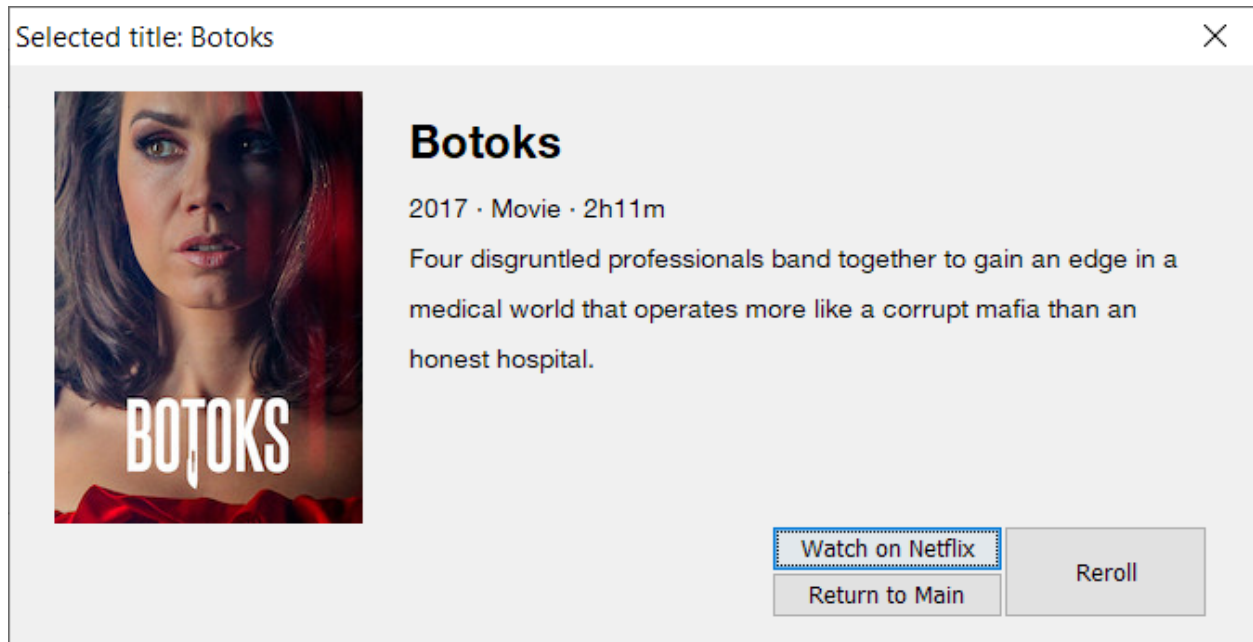 Selected title: Botoks
BOTOKS
Botoks
2017 · Movie · 2h11m
Four disgruntled professionals band together to gain an edge in a
medical world that operates more like a corrupt mafia than an
honest hospital.
Watch on Netflix
Return to Main
Reroll